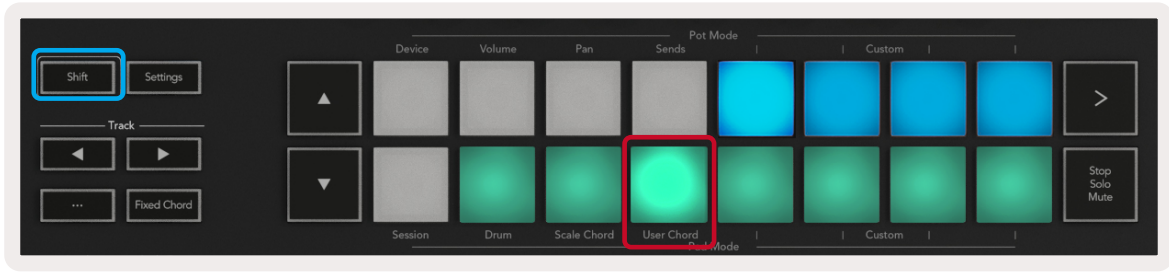 Pot Mode
Device Volume Pan Sends Custom
Shift Settings
Track
... Fixed Chord
Stop
Solo
Mute
Session Drum Scale Chord User Chord Custom
Pad Mode